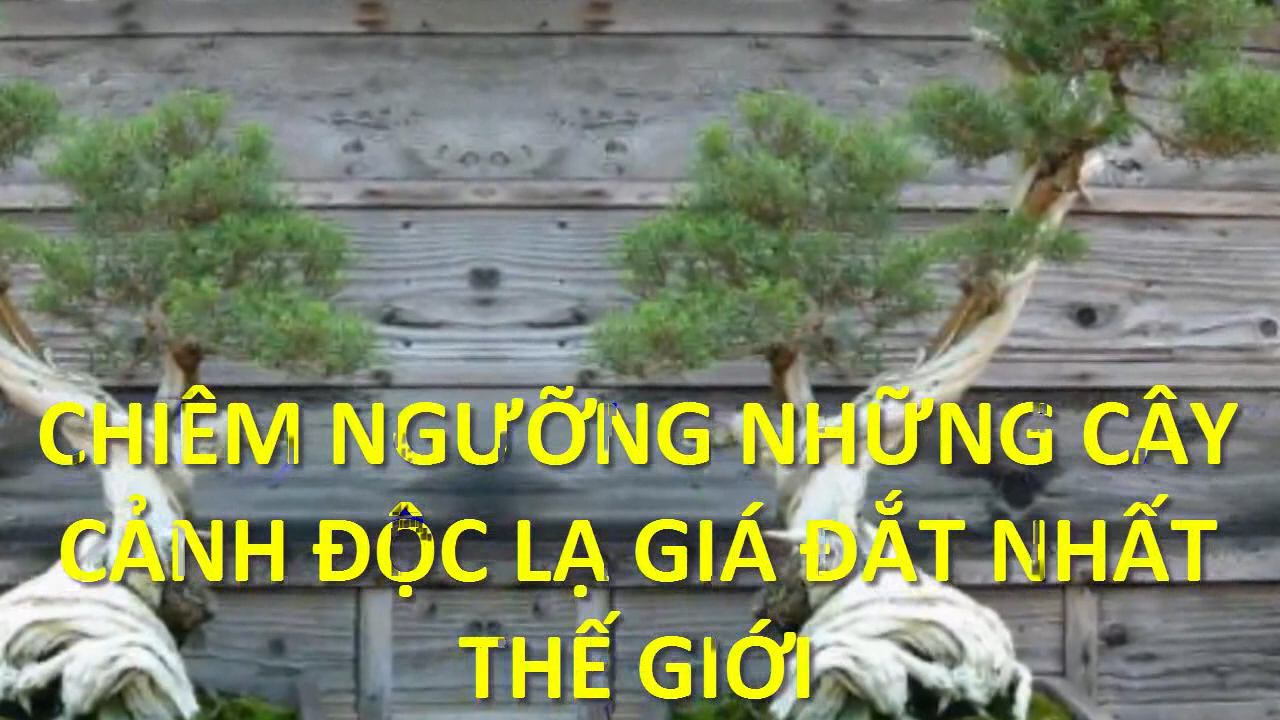 CHIÊM NGƯỠNG NHỮNG CÂY
CẢNH ĐỘC LẠ GIÁ ĐẮT NHẤT
THẾ GIỚI